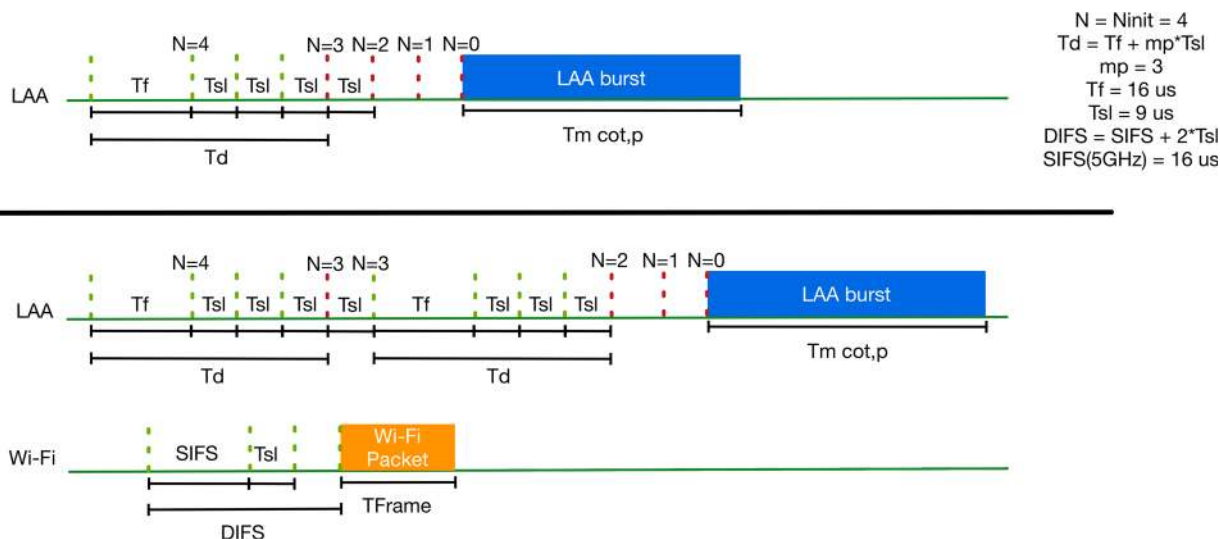 N = Ninit = 4
Td = Tf + mp*Tsl
mp = 3
Tf = 16 us
Tsl = 9 us
DIFS = SIFS + 2*Tsl
SIFS(5GHz) = 16 us
N=4 N=3 N=2 N=1 N=0
LAA Tf Tsl Tsl Tsl Tsl LAA burst
Tm cot,p
Td
N=4 N=3 N=3 N=2 N=1 N=0
LAA Tf Tsl Tsl Tsl Tsl Tf Tsl Tsl Tsl LAA burst
Tm cot,p
Td Td
Wi-Fi SIFS Tsl Wi-Fi
Packet
TFrame
DIFS